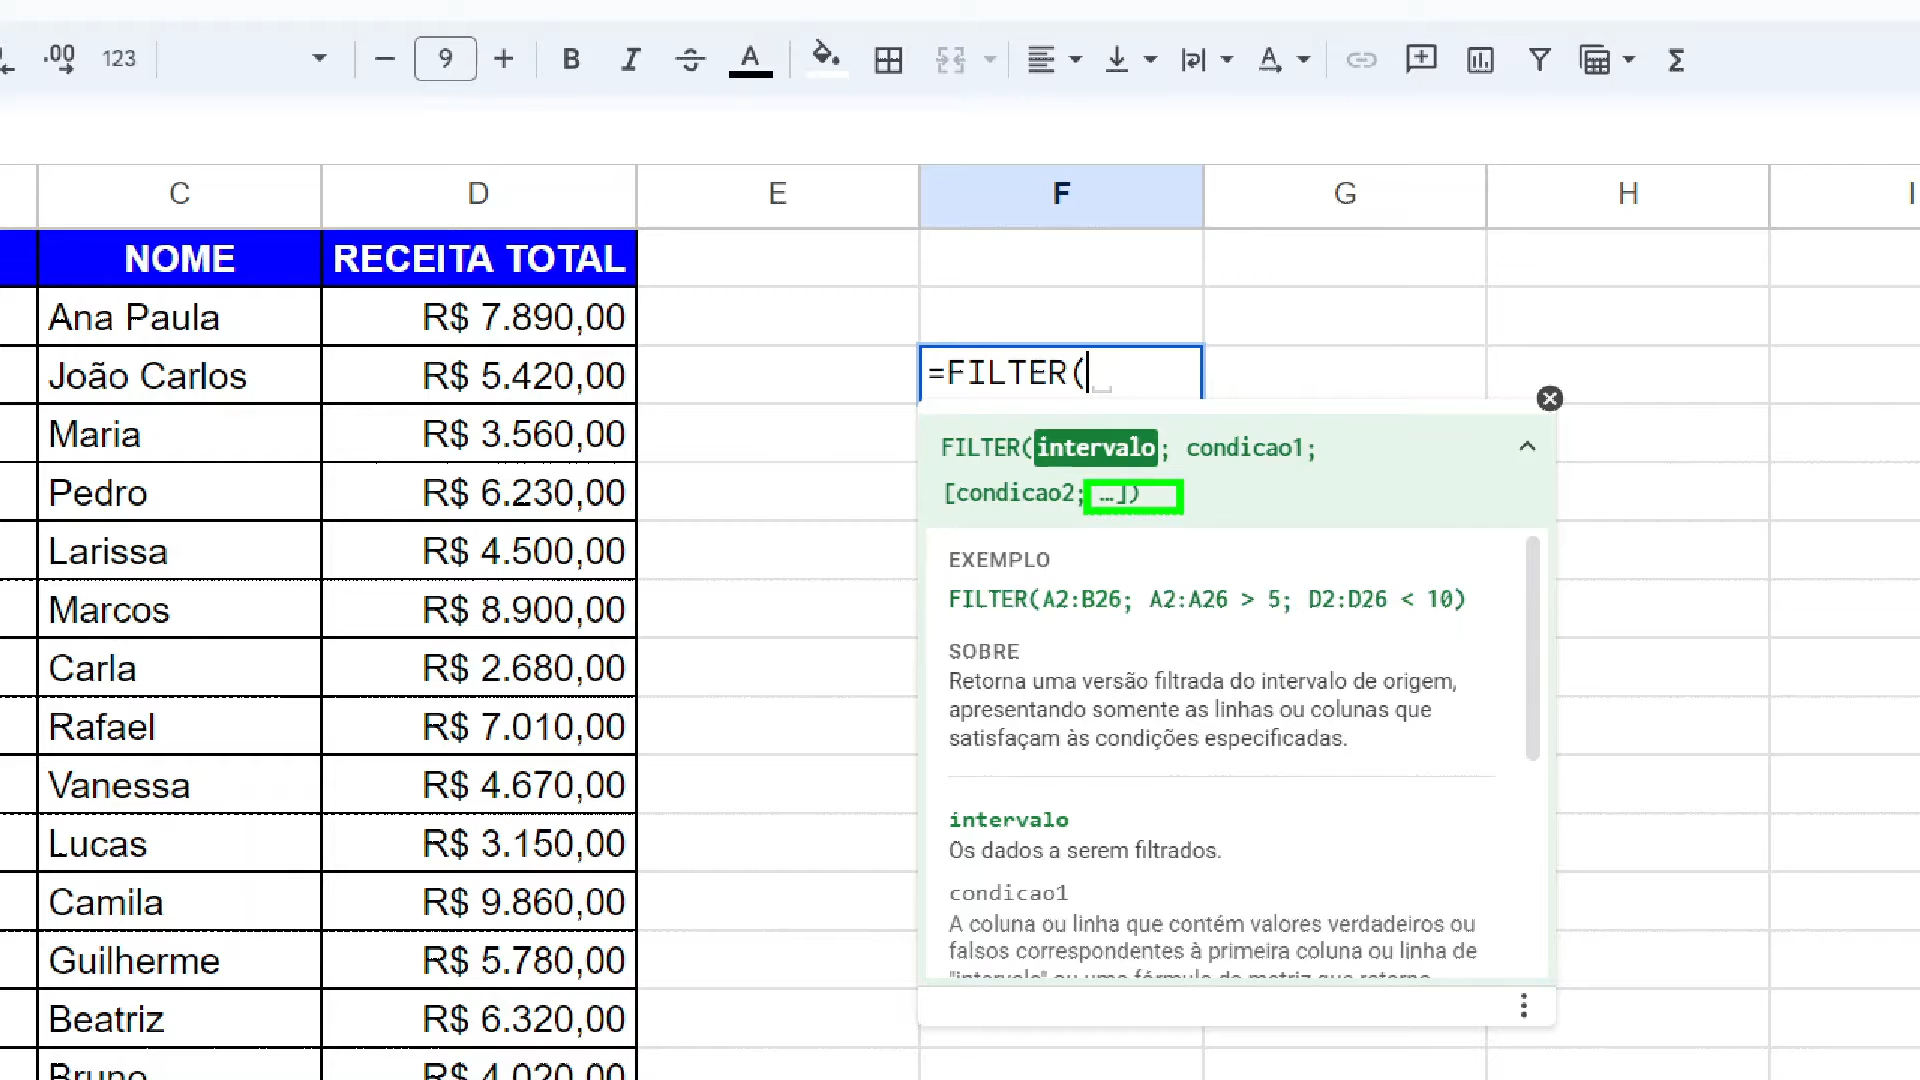 .00 123 9 B I A A Σ
C D E F G H I
NOME RECEITA TOTAL
Ana Paula R$ 7.890,00
João Carlos R$ 5.420,00
=FILTER(
Maria R$ 3.560,00
FILTER(intervalo; condicao1;
Pedro R$ 6.230,00
[condicao2; …])
Larissa R$ 4.500,00
EXEMPLO
Marcos R$ 8.900,00
FILTER(A2:B26; A2:A26 > 5; D2:D26 < 10)
Carla R$ 2.680,00
SOBRE
Retorna uma versão filtrada do intervalo de origem,
Rafael R$ 7.010,00
apresentando somente as linhas ou colunas que
satisfaçam às condições especificadas.
Vanessa R$ 4.670,00
intervalo
Lucas R$ 3.150,00
Os dados a serem filtrados.
Camila R$ 9.860,00
condicao1
A coluna ou linha que contém valores verdadeiros ou
Guilherme R$ 5.780,00
falsos correspondentes à primeira coluna ou linha de
"intervalo" ou uma fórmula de matriz que retorne
Beatriz R$ 6.320,00
Bruno R$ 4.020,00